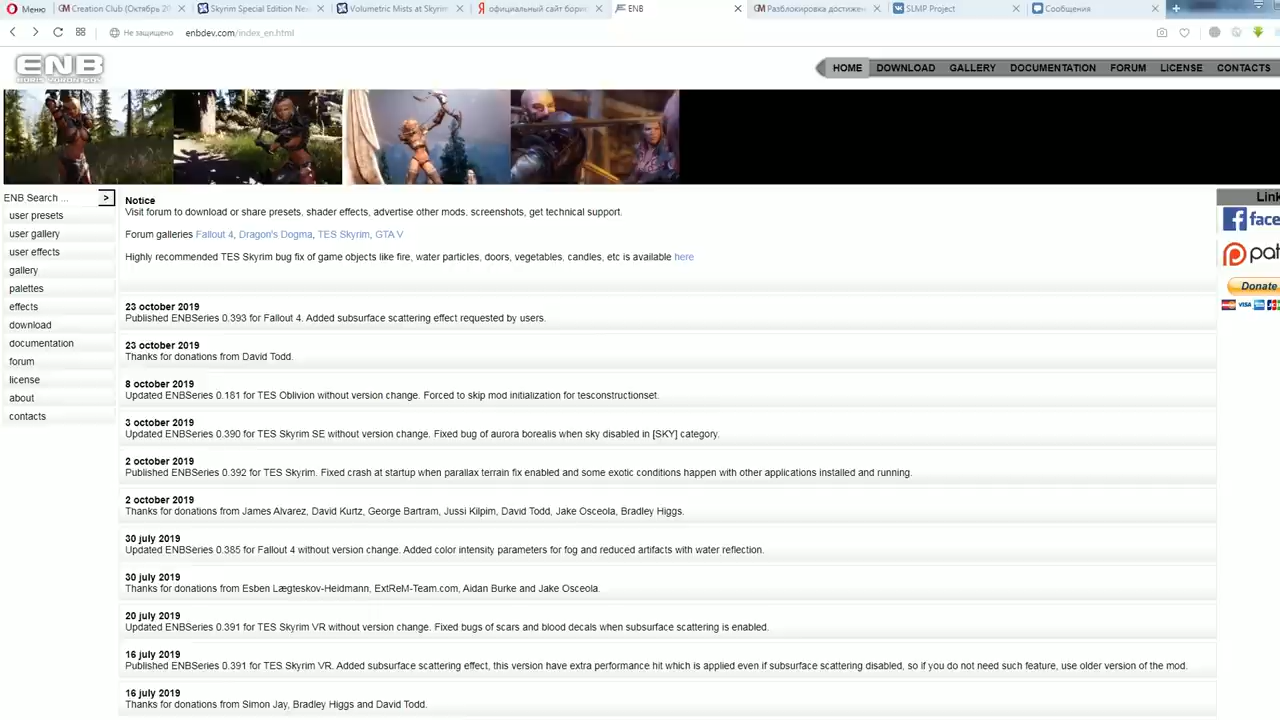 Меню
Creation Club (Октябрь 20
Skyrim Special Edition Ne
Volumetric Mists at Skyrim
официальный сайт бори
ENB
Разблокировка достижен
SLMP Project
Сообщения
Не защищено
enbdev.com/index_en.html
ENB
BORIS VORONTSOV
HOME
DOWNLOAD
GALLERY
DOCUMENTATION
FORUM
LICENSE
CONTACTS
ENB Search ...
>
user presets
user gallery
user effects
gallery
palettes
effects
download
documentation
forum
license
about
contacts
Notice
Visit forum to download or share presets, shader effects, advertise other mods, screenshots, get technical support.
Forum galleries Fallout 4, Dragon's Dogma, TES Skyrim, GTA V
Highly recommended TES Skyrim bug fix of game objects like fire, water particles, doors, vegetables, candles, etc is available here
23 october 2019
Published ENBSeries 0.393 for Fallout 4. Added subsurface scattering effect requested by users.
23 october 2019
Thanks for donations from David Todd.
8 october 2019
Updated ENBSeries 0.181 for TES Oblivion without version change. Forced to skip mod initialization for tesconstructionset.
3 october 2019
Updated ENBSeries 0.390 for TES Skyrim SE without version change. Fixed bug of aurora borealis when sky disabled in [SKY] category.
2 october 2019
Published ENBSeries 0.392 for TES Skyrim. Fixed crash at startup when parallax terrain fix enabled and some exotic conditions happen with other applications installed and running.
2 october 2019
Thanks for donations from James Alvarez, David Kurtz, George Bartram, Jussi Kilpim, David Todd, Jake Osceola, Bradley Higgs.
30 july 2019
Updated ENBSeries 0.385 for Fallout 4 without version change. Added color intensity parameters for fog and reduced artifacts with water reflection.
30 july 2019
Thanks for donations from Esben Lægteskov-Heidmann, ExtReM-Team.com, Aidan Burke and Jake Osceola.
20 july 2019
Updated ENBSeries 0.391 for TES Skyrim VR without version change. Fixed bugs of scars and blood decals when subsurface scattering is enabled.
16 july 2019
Published ENBSeries 0.391 for TES Skyrim VR. Added subsurface scattering effect, this version have extra performance hit which is applied even if subsurface scattering disabled, so if you do not need such feature, use older version of the mod.
16 july 2019
Thanks for donations from Simon Jay, Bradley Higgs and David Todd.
Link
face
pat
Donate
VISA